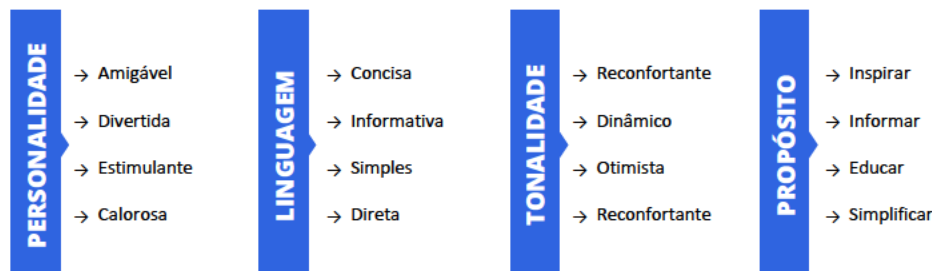 PERSONALIDADE
→ Amigável
→ Divertida
→ Estimulante
→ Calorosa
LINGUAGEM
→ Concisa
→ Informativa
→ Simples
→ Direta
TONALIDADE
→ Reconfortante
→ Dinâmico
→ Otimista
→ Reconfortante
PROPÓSITO
→ Inspirar
→ Informar
→ Educar
→ Simplificar